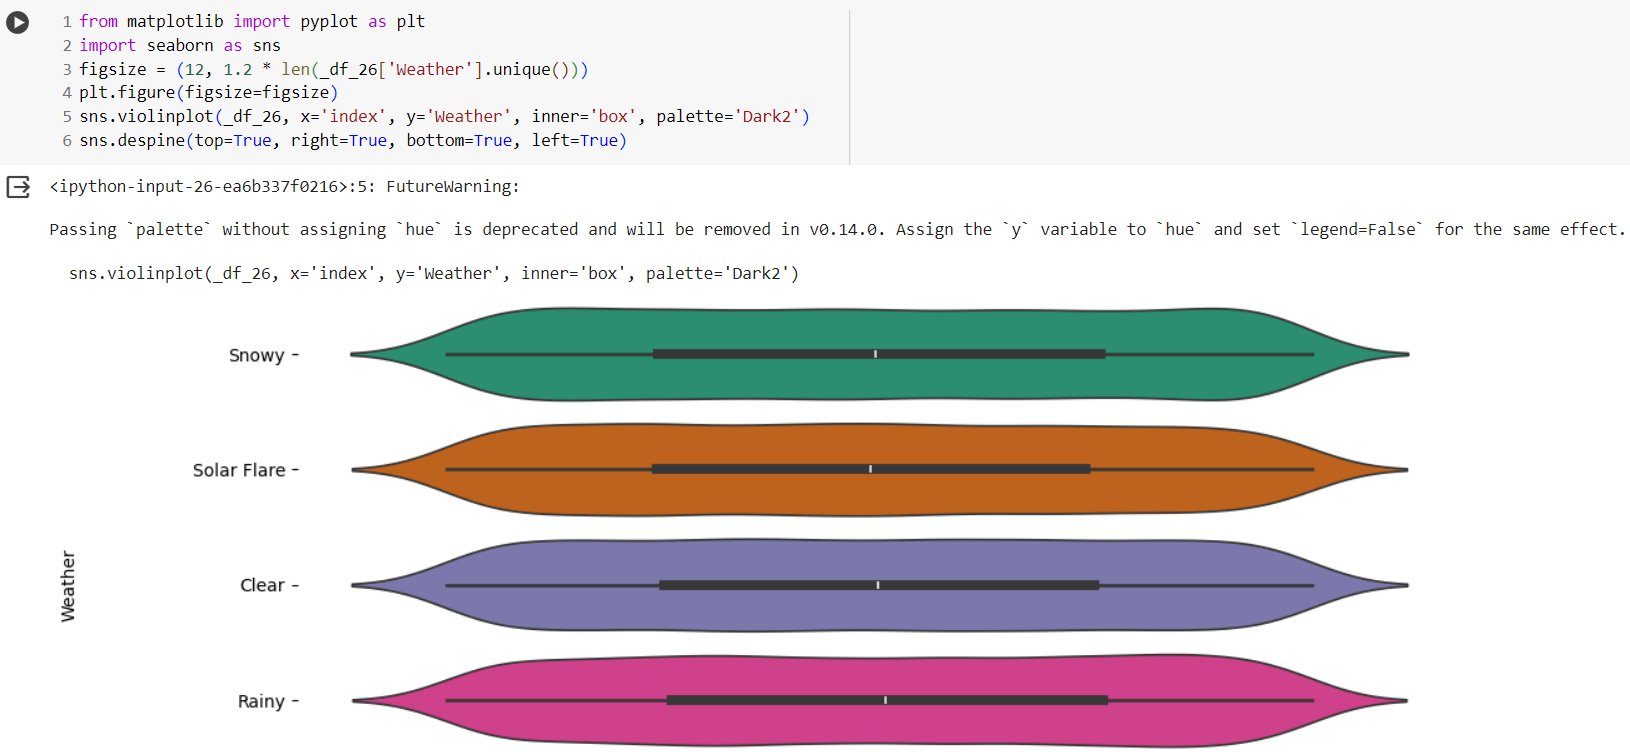 1 from matplotlib import pyplot as plt
2 import seaborn as sns
3 figsize = (12, 1.2 * len(_df_26['Weather'].unique()))
4 plt.figure(figsize=figsize)
5 sns.violinplot(_df_26, x='index', y='Weather', inner='box', palette='Dark2')
6 sns.despine(top=True, right=True, bottom=True, left=True)
<ipython-input-26-ea6b337f0216>:5: FutureWarning:
Passing `palette` without assigning `hue` is deprecated and will be removed in v0.14.0. Assign the `y` variable to `hue` and set `legend=False` for the same effect.
sns.violinplot(_df_26, x='index', y='Weather', inner='box', palette='Dark2')
Snowy
Solar Flare
Clear
Weather
Rainy